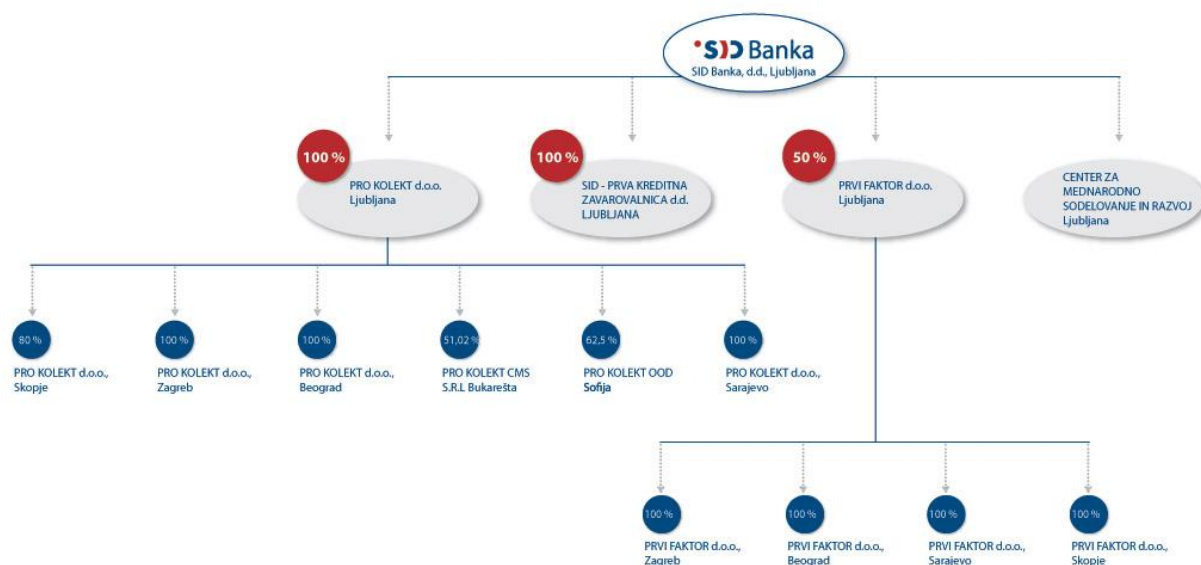 SID Banka
SID Banka, d.d., Ljubljana
100 %
PRO KOLEKT d.o.o.
Ljubljana
100 %
SID - PRVA KREDITNA
ZAVAROVALNICA d.d.
LJUBLJANA
50 %
PRVI FAKTOR d.o.o.
Ljubljana
CENTER ZA
MEDNARODNO
SODELOVANJE IN RAZVOJ
Ljubljana
80 %
PRO KOLEKT d.o.o.,
Skopje
100 %
PRO KOLEKT d.o.o.,
Zagreb
100 %
PRO KOLEKT d.o.o.,
Beograd
51,02 %
PRO KOLEKT CMS
S.R.L Bukarešta
62,5 %
PRO KOLEKT OOD
Sofija
100 %
PRO KOLEKT d.o.o.,
Sarajevo
100 %
PRVI FAKTOR d.o.o.,
Zagreb
100 %
PRVI FAKTOR d.o.o.,
Beograd
100 %
PRVI FAKTOR d.o.o.,
Sarajevo
100 %
PRVI FAKTOR d.o.o.,
Skopje